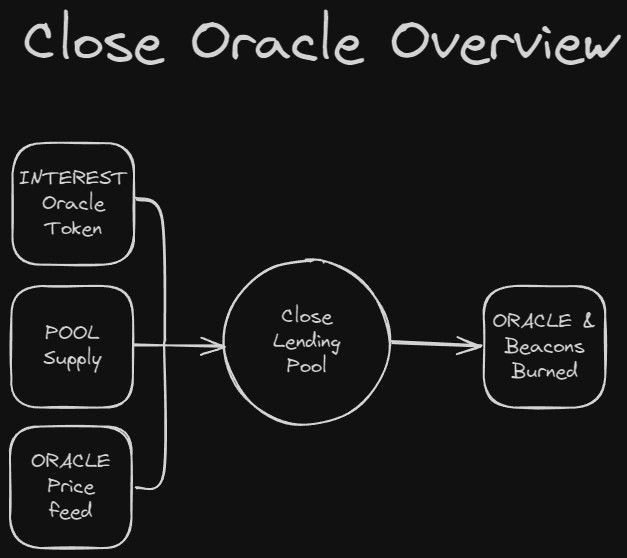 Close Oracle Overview
INTEREST
Oracle
Token
POOL
Supply
ORACLE
Price
feed
Close
Lending
Pool
ORACLE &
Beacons
Burned